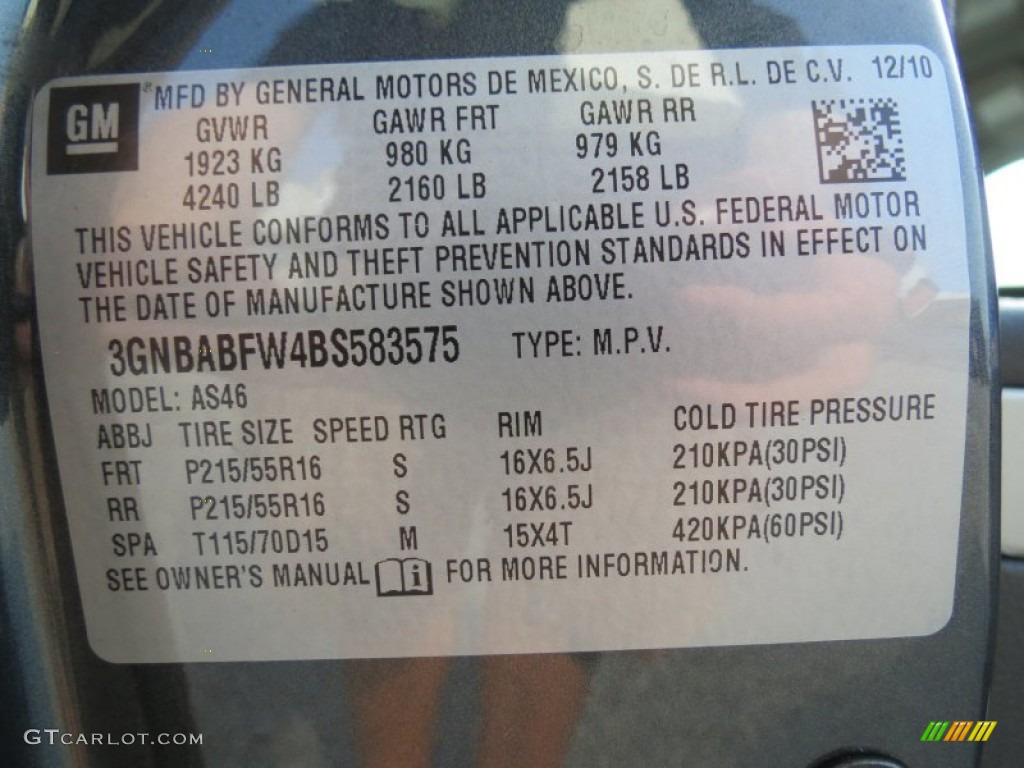 GM ® MFD BY GENERAL MOTORS DE MEXICO, S. DE R.L. DE C.V. 12/10
GVWR GAWR FRT GAWR RR
1923 KG 980 KG 979 KG
4240 LB 2160 LB 2158 LB
THIS VEHICLE CONFORMS TO ALL APPLICABLE U.S. FEDERAL MOTOR
VEHICLE SAFETY AND THEFT PREVENTION STANDARDS IN EFFECT ON
THE DATE OF MANUFACTURE SHOWN ABOVE.
3GNBABFW4BS583575 TYPE: M.P.V.
MODEL: AS46
ABBJ TIRE SIZE SPEED RTG RIM COLD TIRE PRESSURE
FRT P215/55R16 S 16X6.5J 210KPA(30PSI)
RR P215/55R16 S 16X6.5J 210KPA(30PSI)
SPA T115/70D15 M 15X4T 420KPA(60PSI)
SEE OWNER'S MANUAL i FOR MORE INFORMATION.
GTCARLOT.COM